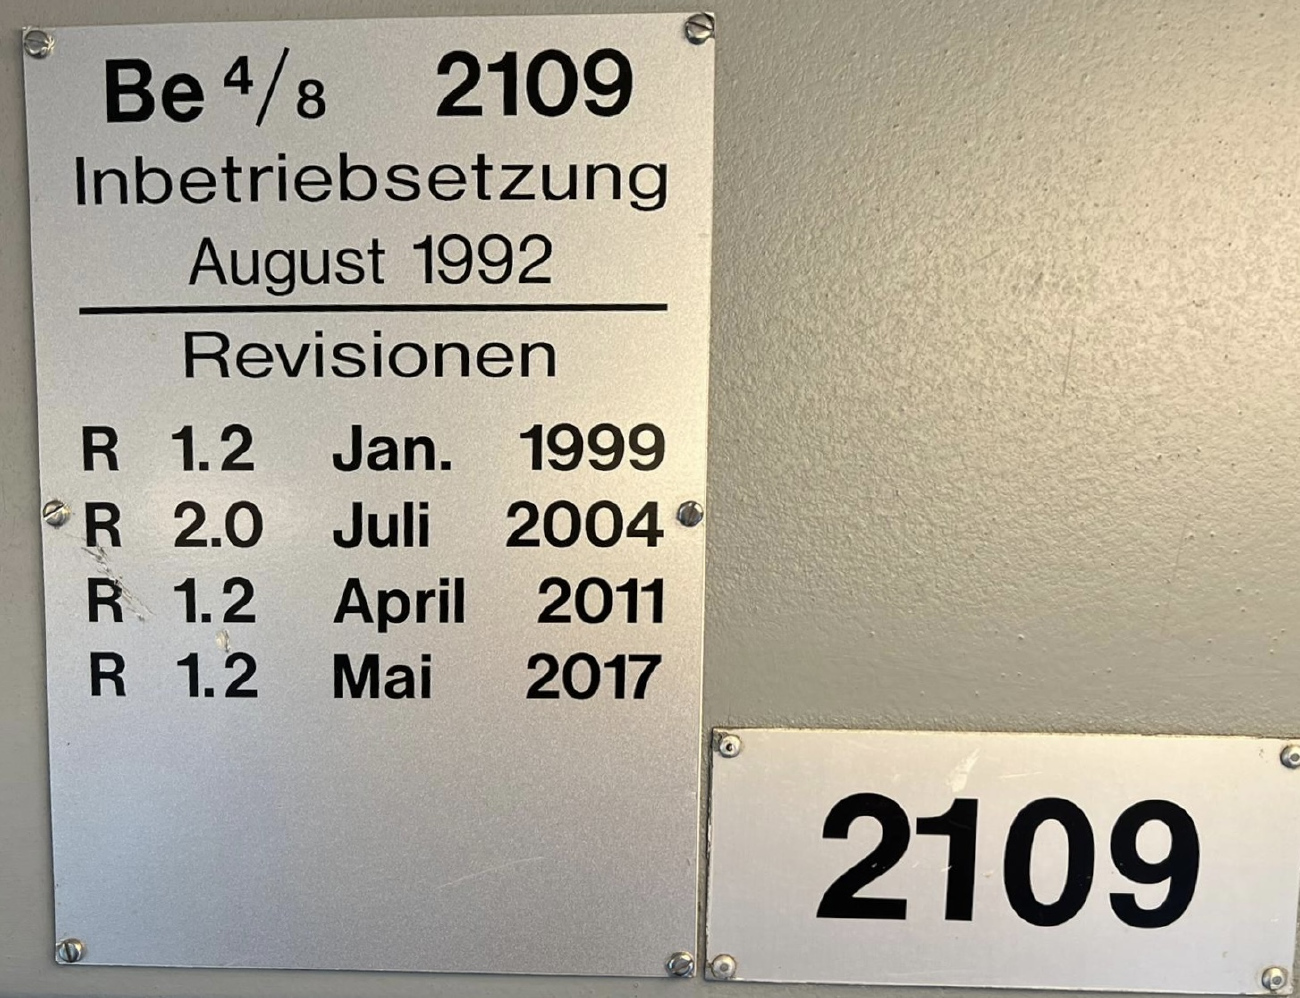 Be 4/8 2109
Inbetriebsetzung
August 1992
Revisionen
R 1.2 Jan. 1999
R 2.0 Juli 2004
R 1.2 April 2011
R 1.2 Mai 2017
2109